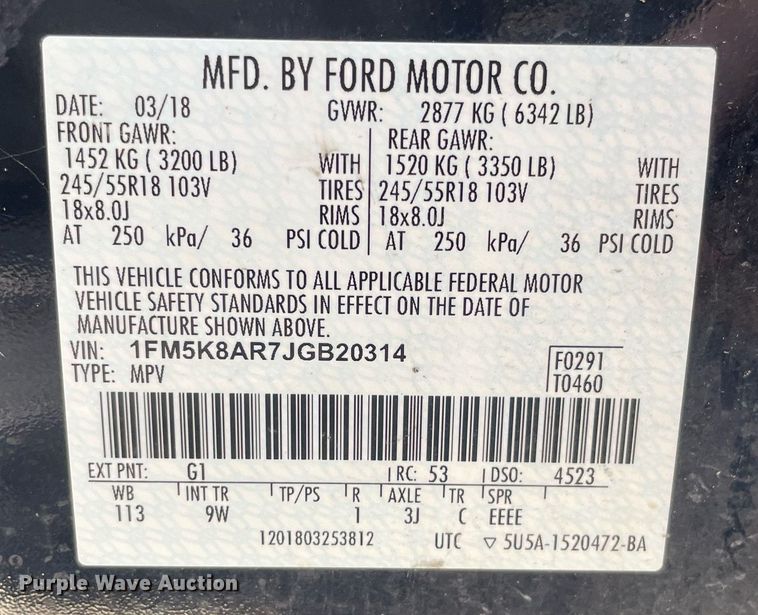 MFD. BY FORD MOTOR CO.
DATE: 03/18 GVWR: 2877 KG ( 6342 LB)
FRONT GAWR: REAR GAWR:
1452 KG ( 3200 LB) WITH 1520 KG ( 3350 LB) WITH
245/55R18 103V TIRES 245/55R18 103V TIRES
18x8.0J RIMS 18x8.0J RIMS
AT 250 kPa/ 36 PSI COLD AT 250 kPa/ 36 PSI COLD
THIS VEHICLE CONFORMS TO ALL APPLICABLE FEDERAL MOTOR
VEHICLE SAFETY STANDARDS IN EFFECT ON THE DATE OF
MANUFACTURE SHOWN ABOVE.
VIN: 1FM5K8AR7JGB20314 F0291
TYPE: MPV T0460
EXT PNT: G1 RC: 53 DSO: 4523
WB INT TR TP/PS R AXLE TR SPR
113 9W 1 3J C EEEE
1201803253812 UTC ▽ 5U5A-1520472-BA
Purple Wave Auction